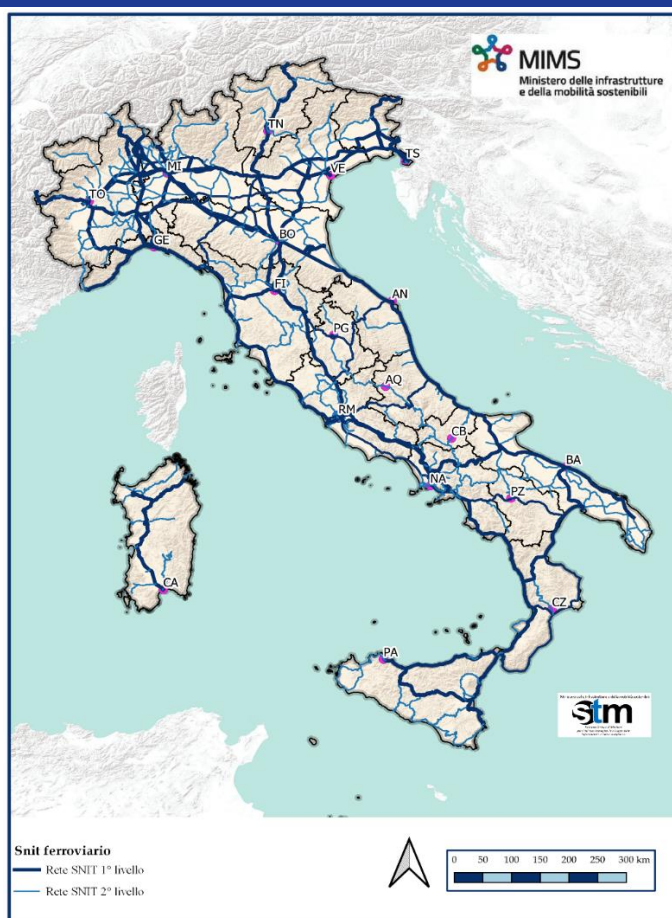 MIMS
Ministero delle infrastrutture
e della mobilità sostenibili
TN
TS
MI
VE
TO
GE
BO
FI
AN
PG
AQ
RM
CB
BA
NA
PZ
CA
CZ
PA
stm
Snit ferroviario
Rete SNIT 1° livello
Rete SNIT 2° livello
0 50 100 150 200 250 300 km